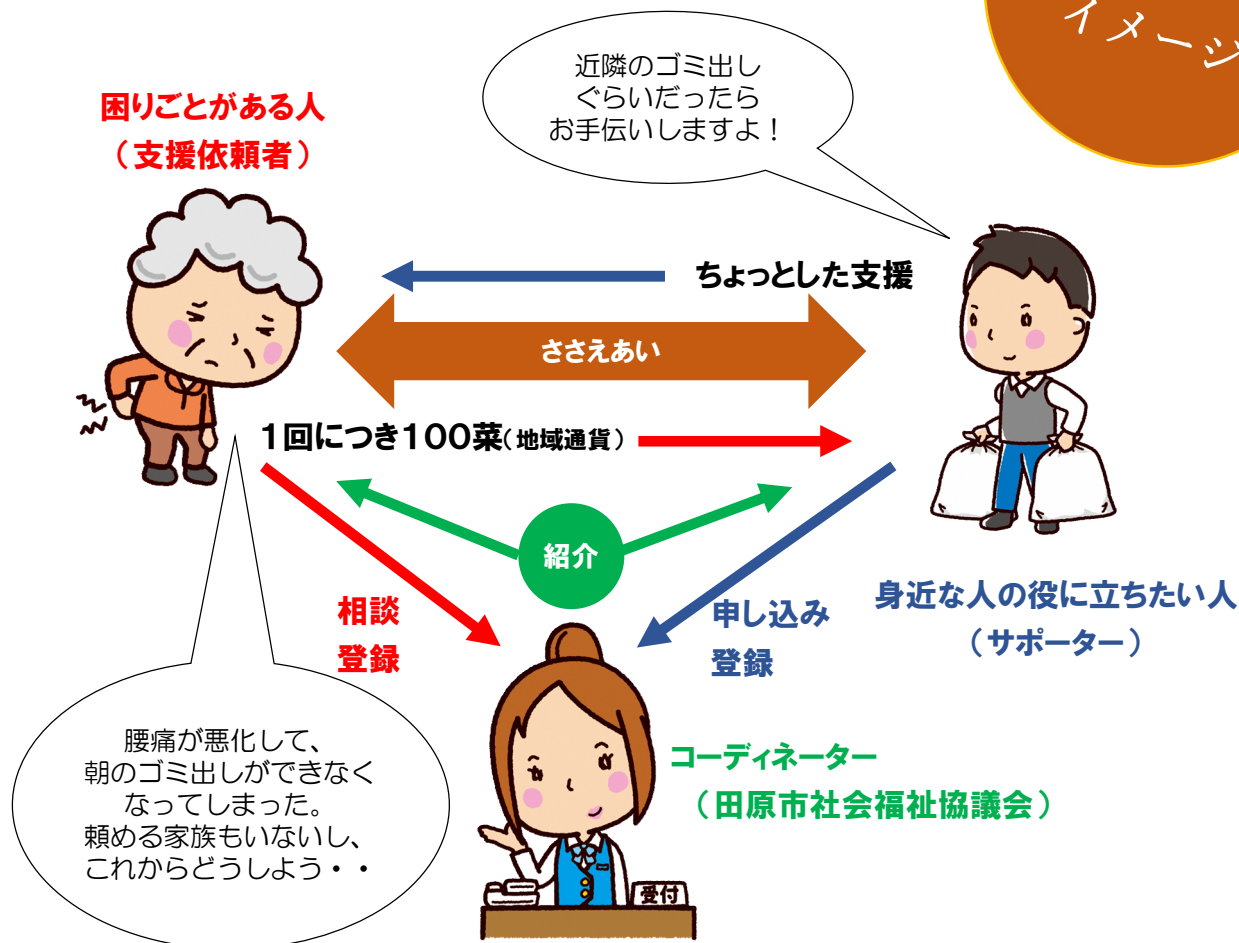 イメージ
近隣のゴミ出し
ぐらいだったら
お手伝いしますよ！
困りごとがある人
（支援依頼者）
ちょっとした支援
ささえあい
１回につき１００菜（地域通貨）
紹介
相談
登録
申し込み
登録
身近な人の役に立ちたい人
（サポーター）
腰痛が悪化して、
朝のゴミ出しができなく
なってしまった。
頼める家族もいないし、
これからどうしよう・・
コーディネーター
（田原市社会福祉協議会）
受付